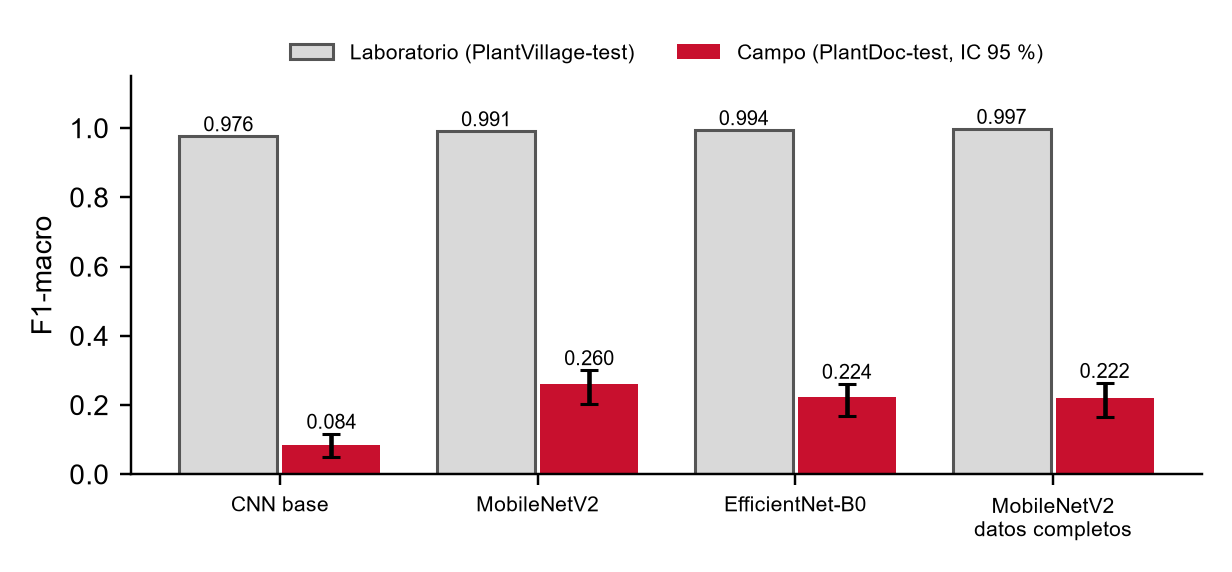 Laboratorio (PlantVillage-test) Campo (PlantDoc-test, IC 95 %)
F1-macro
1.0
0.8
0.6
0.4
0.2
0.0
0.976 0.991 0.994 0.997
0.084 0.260 0.224 0.222
CNN base MobileNetV2 EfficientNet-B0 MobileNetV2
datos completos